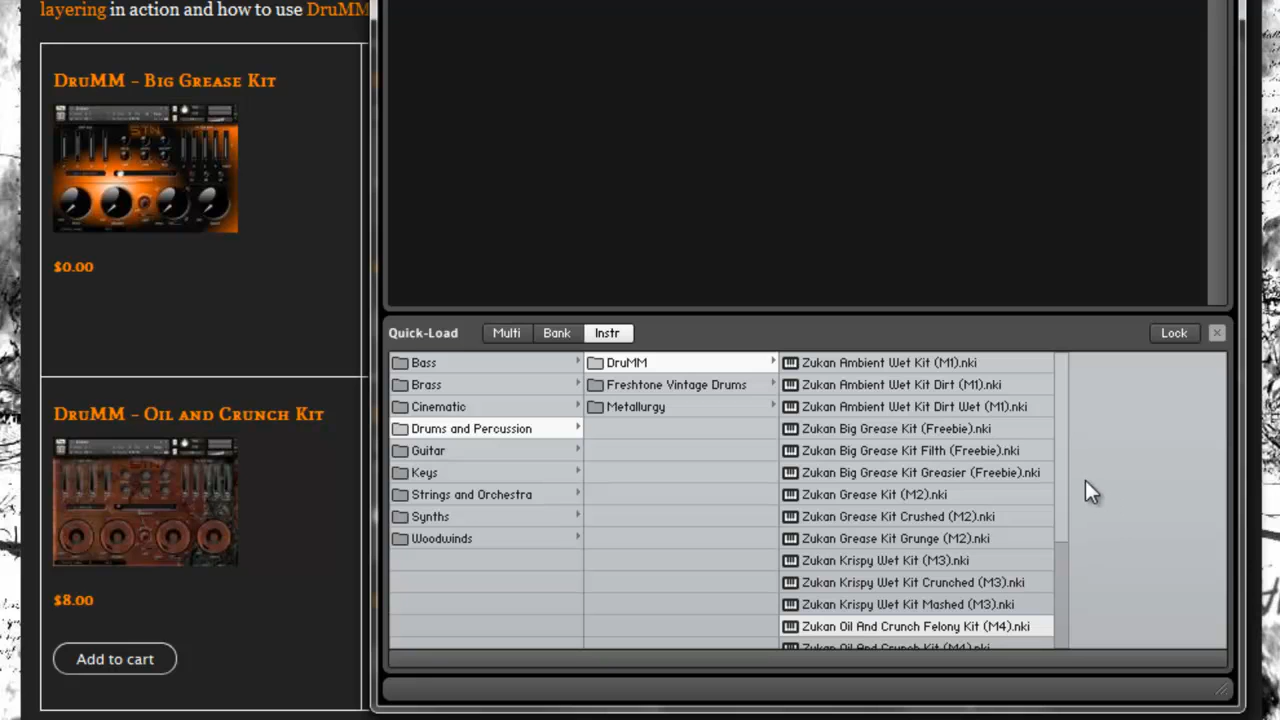 layering in action and how to use DruMM
DruMM - Big Grease Kit
$0.00
DruMM - Oil and Crunch Kit
$8.00
Add to cart
Quick-Load
Multi
Bank
Instr
Lock
Bass
Brass
Cinematic
Drums and Percussion
Guitar
Keys
Strings and Orchestra
Synths
Woodwinds
DruMM
Freshtone Vintage Drums
Metallurgy
Zukan Ambient Wet Kit (M1).nki
Zukan Ambient Wet Kit Dirt (M1).nki
Zukan Ambient Wet Kit Dirt Wet (M1).nki
Zukan Big Grease Kit (Freebie).nki
Zukan Big Grease Kit Filth (Freebie).nki
Zukan Big Grease Kit Greasier (Freebie).nki
Zukan Grease Kit (M2).nki
Zukan Grease Kit Crushed (M2).nki
Zukan Grease Kit Grunge (M2).nki
Zukan Krispy Wet Kit (M3).nki
Zukan Krispy Wet Kit Crunched (M3).nki
Zukan Krispy Wet Kit Mashed (M3).nki
Zukan Oil And Crunch Felony Kit (M4).nki
Zukan Oil And Crunch Kit (M4).nki